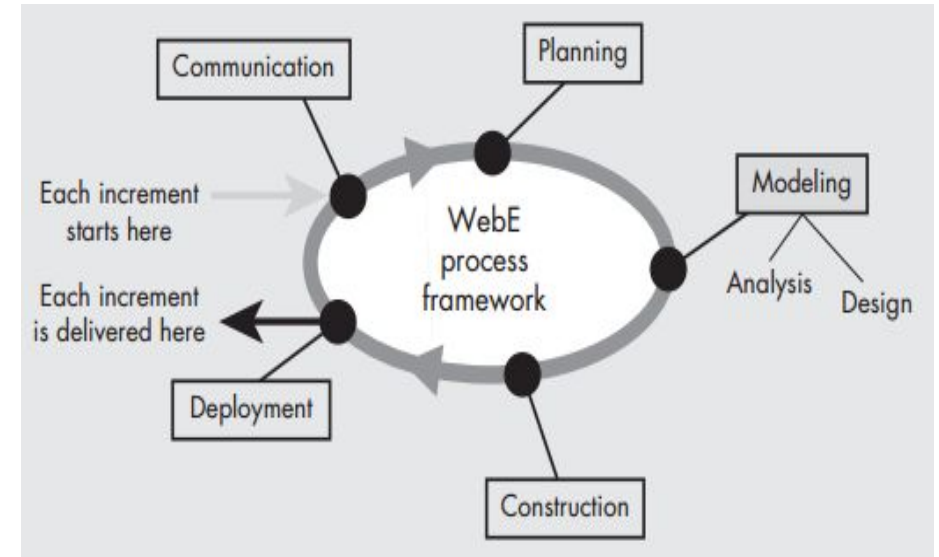 Communication
Planning
Each increment
starts here
WebE
process
framework
Modeling
Analysis
Design
Each increment
is delivered here
Deployment
Construction